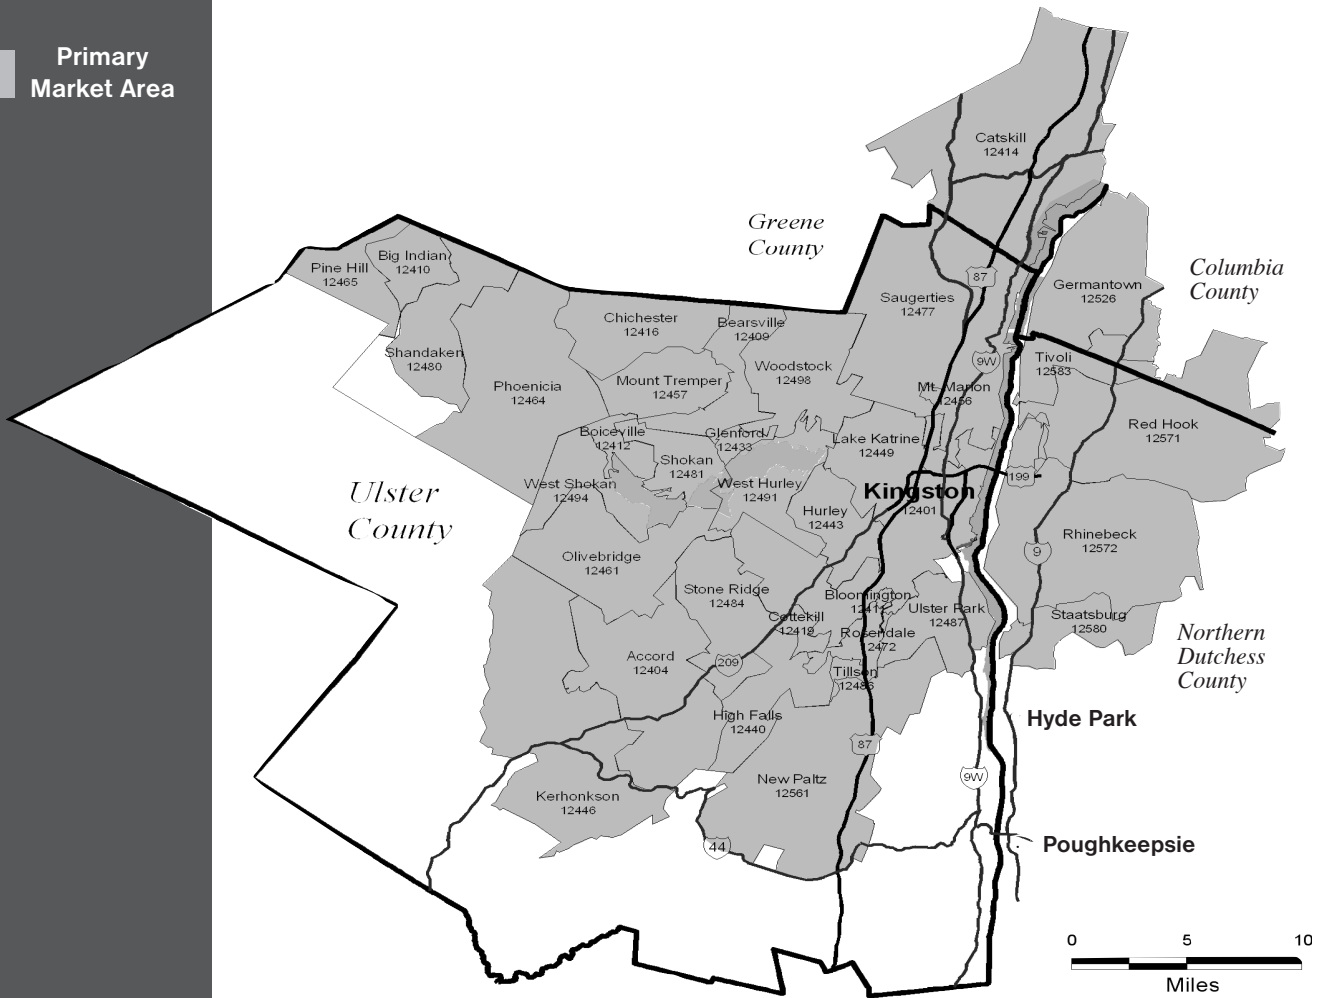 Primary
Market Area
Catskill
12414
Greene
County
Big Indian
12410
Pine Hill
12465
Columbia
County
Germantown
12526
87
Saugerties
12477
Chichester
12416
Bearsville
12409
Shandaken
12480
Woodstock
12498
9W
Tivoli
12583
Phoenicia
12464
Mount Tremper
12457
Mt. Marion
12456
Red Hook
12571
Boiceville
12412
Glenford
12433
Lake Katrine
12449
Shokan
12481
199
West Shokan
12494
West Hurley
12491
Kingston
12401
Ulster
County
Hurley
12443
Rhinebeck
12572
9
Olivebridge
12461
Stone Ridge
12484
Bloomington
12411
Ulster Park
12487
Cottekill
12419
Staatsburg
12580
Rosendale
12472
Northern
Dutchess
County
Accord
12404
209
Tillson
12486
High Falls
12440
Hyde Park
87
New Paltz
12561
9W
Kerhonkson
12446
44
Poughkeepsie
0 5 10
Miles